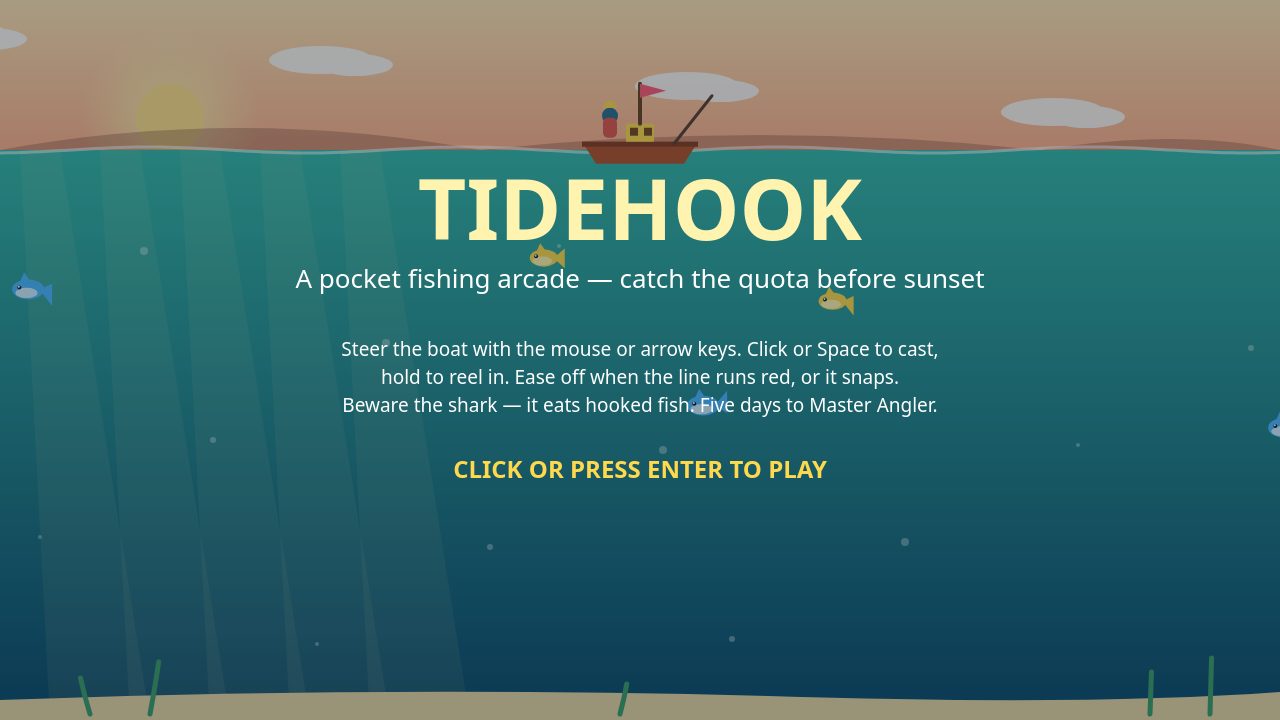 TIDEHOOK
A pocket fishing arcade — catch the quota before sunset
Steer the boat with the mouse or arrow keys. Click or Space to cast,
hold to reel in. Ease off when the line runs red, or it snaps.
Beware the shark — it eats hooked fish. Five days to Master Angler.
CLICK OR PRESS ENTER TO PLAY